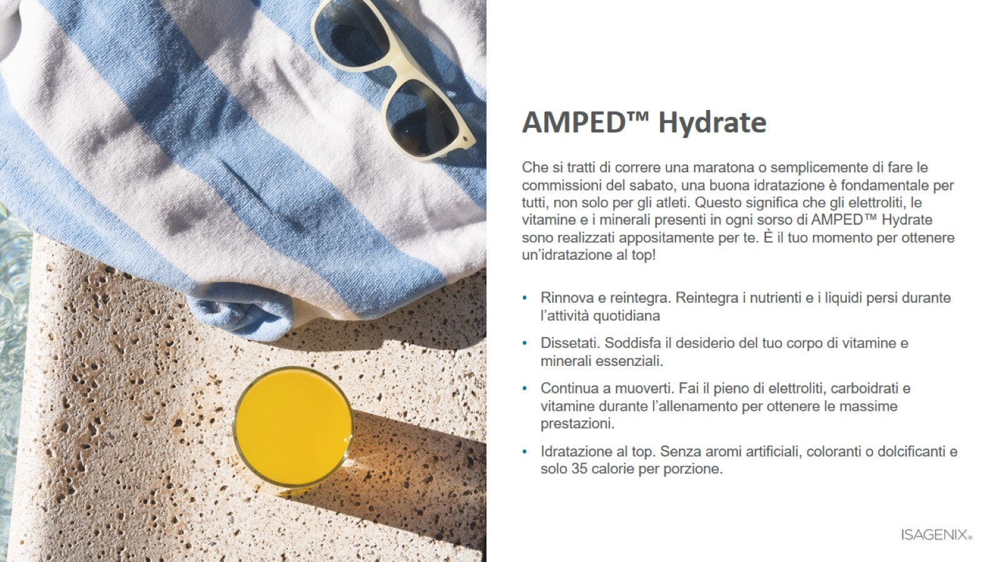 AMPED™ Hydrate
Che si tratti di correre una maratona o semplicemente di fare le
commissioni del sabato, una buona idratazione è fondamentale per
tutti, non solo per gli atleti. Questo significa che gli elettroliti, le
vitamine e i minerali presenti in ogni sorso di AMPED™ Hydrate
sono realizzati appositamente per te. È il tuo momento per ottenere
un’idratazione al top!
• Rinnova e reintegra. Reintegra i nutrienti e i liquidi persi durante
l’attività quotidiana
• Dissetati. Soddisfa il desiderio del tuo corpo di vitamine e
minerali essenziali.
• Continua a muoverti. Fai il pieno di elettroliti, carboidrati e
vitamine durante l’allenamento per ottenere le massime
prestazioni.
• Idratazione al top. Senza aromi artificiali, coloranti o dolcificanti e
solo 35 calorie per porzione.
ISAGENIX®